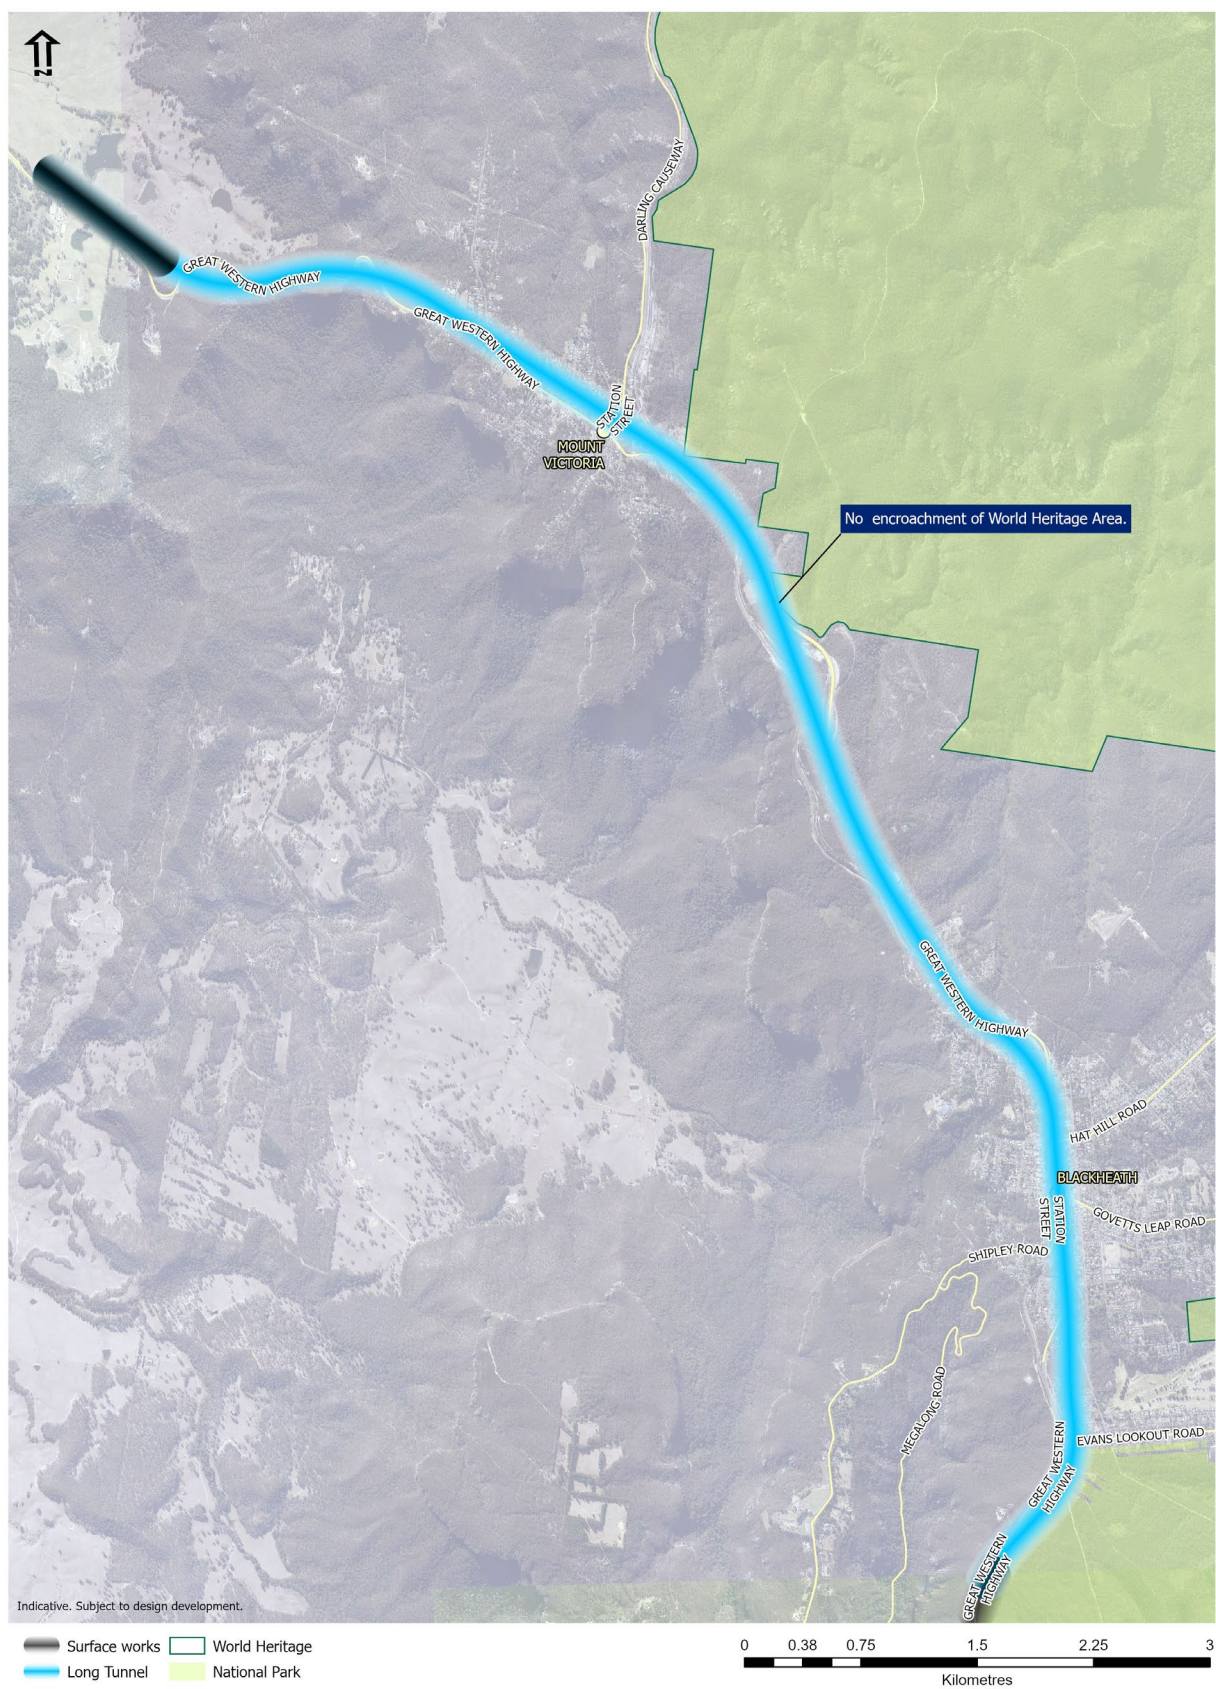 N
DARLING CAUSEWAY
GREAT WESTERN HIGHWAY
GREAT WESTERN HIGHWAY
STATION
STREET
MOUNT
VICTORIA
No encroachment of World Heritage Area.
GREAT WESTERN HIGHWAY
HAT HILL ROAD
BLACKHEATH
STATION
STREET
GOVETTS LEAP ROAD
SHIPLEY ROAD
MEGALONG ROAD
EVANS LOOKOUT ROAD
GREAT WESTERN
HIGHWAY
GREAT WESTERN
HIGHWAY
Indicative. Subject to design development.
Surface works
World Heritage
Long Tunnel
National Park
0 0.38 0.75 1.5 2.25 3
Kilometres